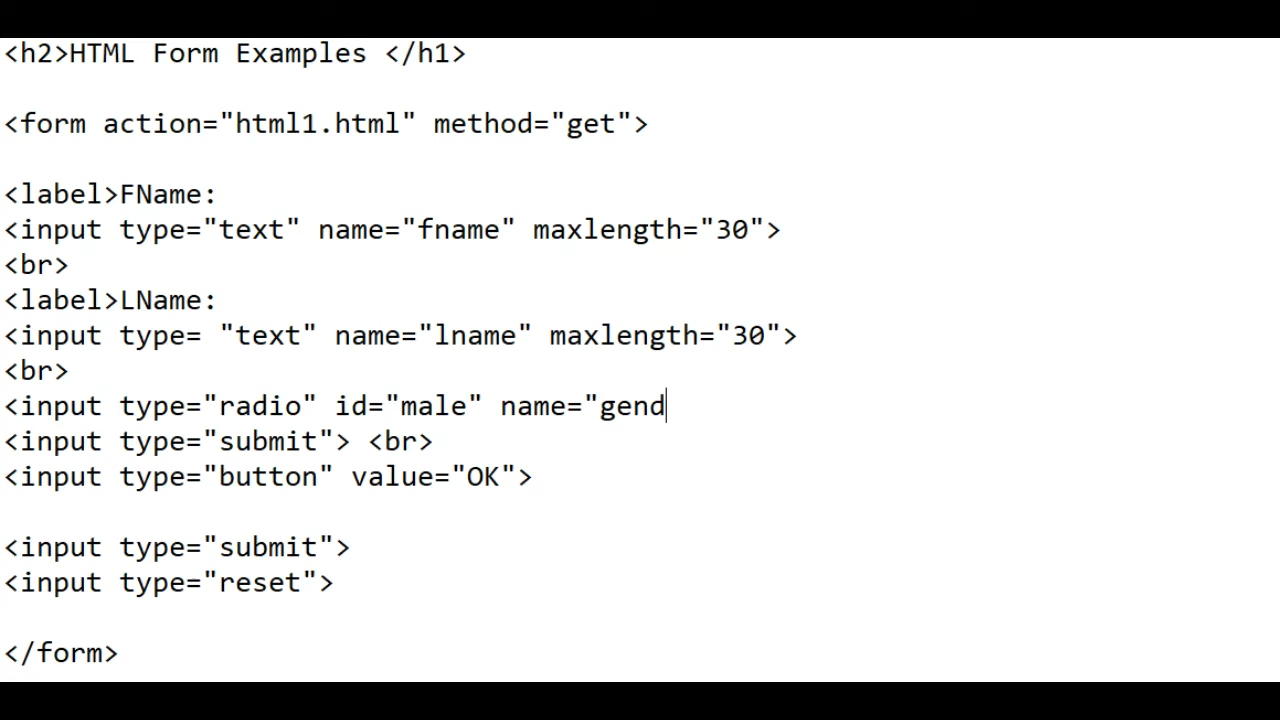 <h2>HTML Form Examples </h1>
<form action="html1.html" method="get">
<label>FName:
<input type="text" name="fname" maxlength="30">
<br>
<label>LName:
<input type= "text" name="lname" maxlength="30">
<br>
<input type="radio" id="male" name="gend
<input type="submit"> <br>
<input type="button" value="OK">
<input type="submit">
<input type="reset">
</form>